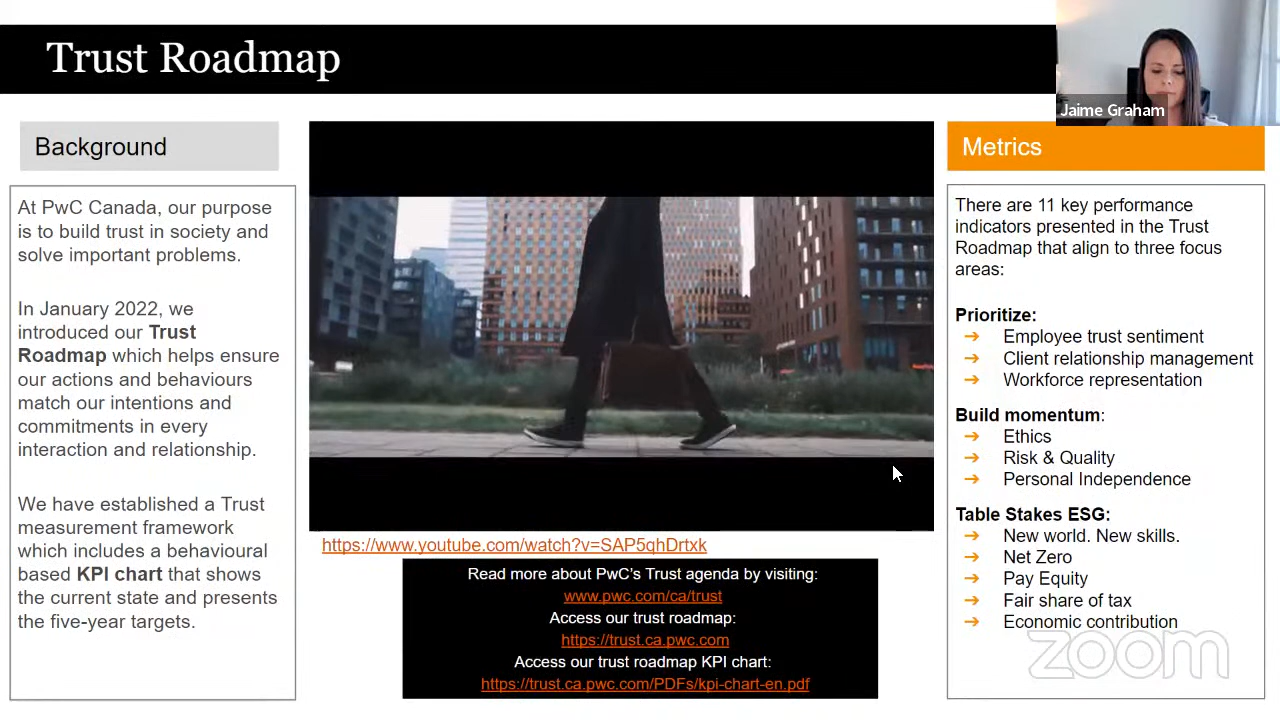 Trust Roadmap
Jaime Graham
Background
At PwC Canada, our purpose
is to build trust in society and
solve important problems.
In January 2022, we
introduced our Trust
Roadmap which helps ensure
our actions and behaviours
match our intentions and
commitments in every
interaction and relationship.
We have established a Trust
measurement framework
which includes a behavioural
based KPI chart that shows
the current state and presents
the five-year targets.
https://www.youtube.com/watch?v=SAP5qhDrtxk
Read more about PwC's Trust agenda by visiting:
www.pwc.com/ca/trust
Access our trust roadmap:
https://trust.ca.pwc.com
Access our trust roadmap KPI chart:
https://trust.ca.pwc.com/PDFs/kpi-chart-en.pdf
Metrics
There are 11 key performance
indicators presented in the Trust
Roadmap that align to three focus
areas:
Prioritize:
➔ Employee trust sentiment
➔ Client relationship management
➔ Workforce representation
Build momentum:
➔ Ethics
➔ Risk & Quality
➔ Personal Independence
Table Stakes ESG:
➔ New world. New skills.
➔ Net Zero
➔ Pay Equity
➔ Fair share of tax
➔ Economic contribution
zoom